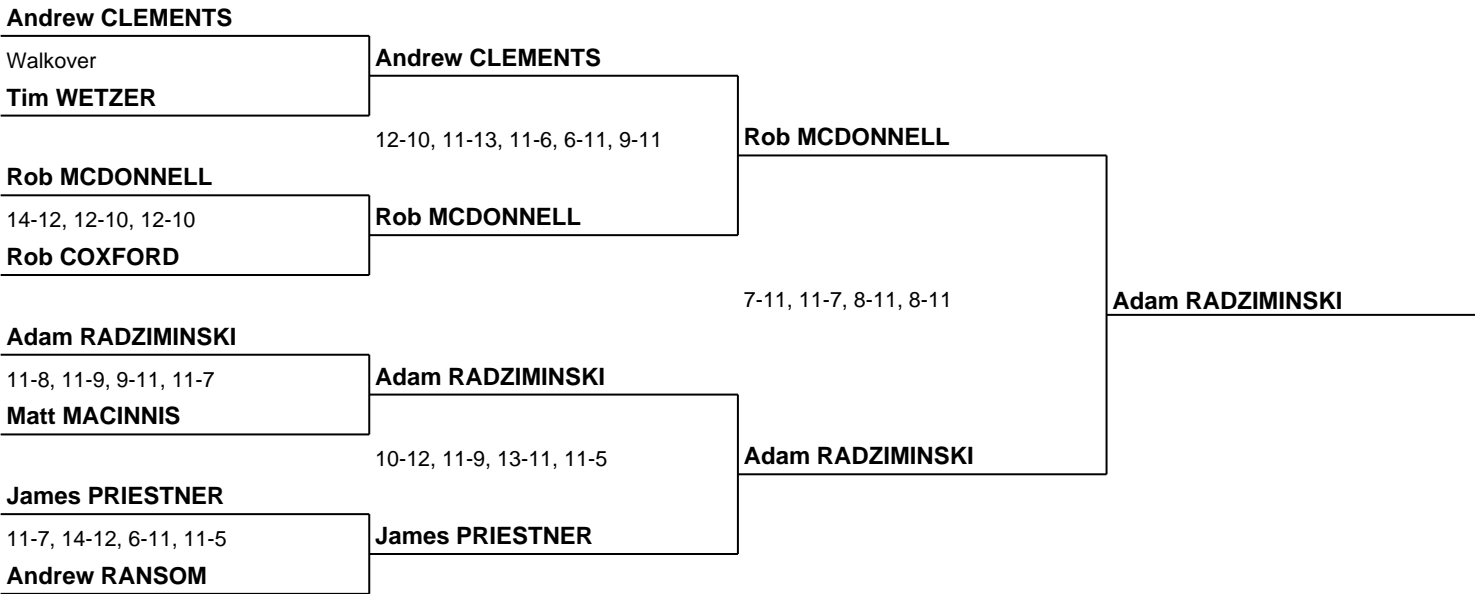 Andrew CLEMENTS
Walkover
Tim WETZER
Rob MCDONNELL
14-12, 12-10, 12-10
Rob COXFORD
Adam RADZIMINSKI
11-8, 11-9, 9-11, 11-7
Matt MACINNIS
James PRIESTNER
11-7, 14-12, 6-11, 11-5
Andrew RANSOM
Andrew CLEMENTS
12-10, 11-13, 11-6, 6-11, 9-11
Rob MCDONNELL
Adam RADZIMINSKI
10-12, 11-9, 13-11, 11-5
James PRIESTNER
Rob MCDONNELL
7-11, 11-7, 8-11, 8-11
Adam RADZIMINSKI
Adam RADZIMINSKI